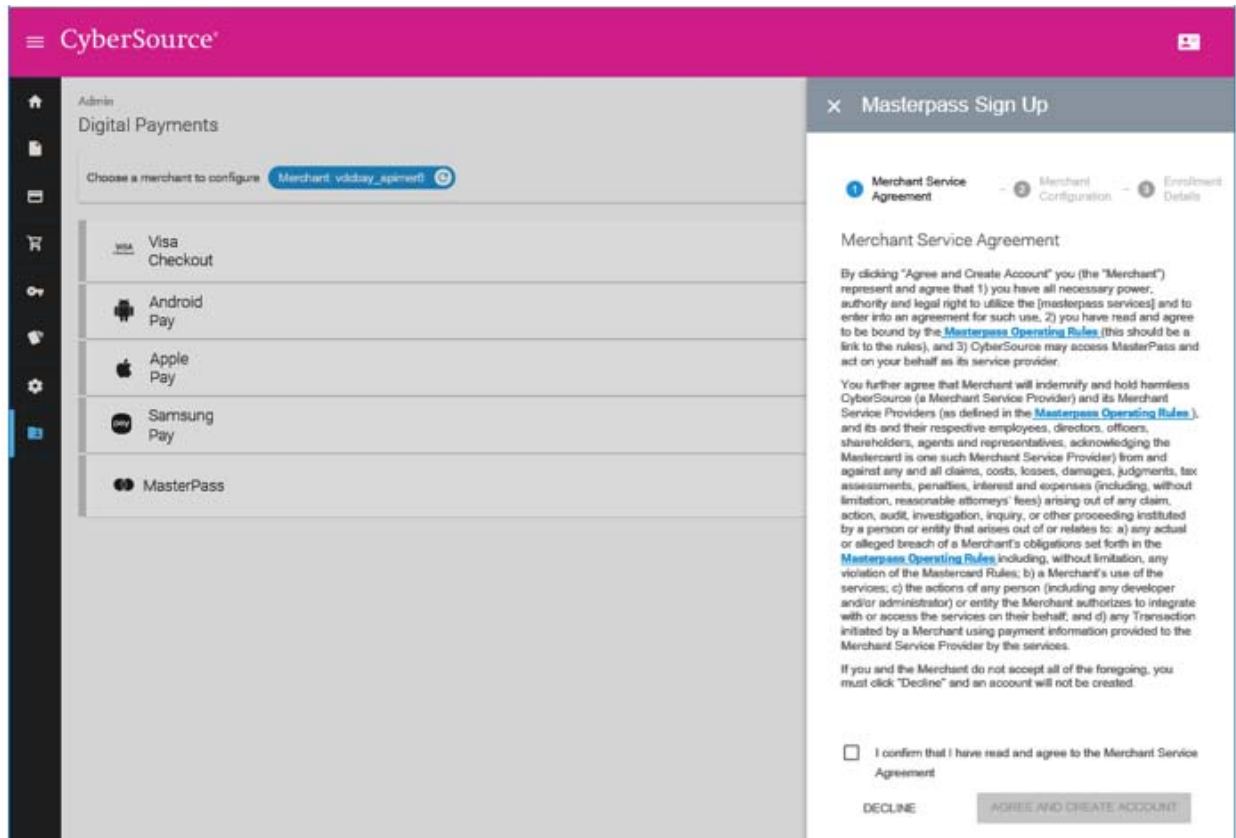 CyberSource
Admin
Digital Payments
Choose a merchant to configure
Merchant
VISA
Visa
Checkout
Android
Pay
Apple
Pay
pay
Samsung
Pay
MasterPass
× Masterpass Sign Up
1 Merchant Service
Agreement
2 Merchant
Configuration
3 Enrollment
Details
Merchant Service Agreement
By clicking "Agree and Create Account" you (the "Merchant")
represent and agree that 1) you have all necessary power,
authority and legal right to utilize the [masterpass services] and to
enter into an agreement for such use, 2) you have read and agree
to be bound by the Masterpass Operating Rules (this should be a
link to the rules), and 3) CyberSource may access MasterPass and
act on your behalf as its service provider.
You further agree that Merchant will indemnify and hold harmless
CyberSource (a Merchant Service Provider) and its Merchant
Service Providers (as defined in the Masterpass Operating Rules ),
and its and their respective employees, directors, officers,
shareholders, agents and representatives, acknowledging the
Mastercard is one such Merchant Service Provider) from and
against any and all claims, costs, losses, damages, judgments, tax
assessments, penalties, interest and expenses (including, without
limitation, reasonable attorneys' fees) arising out of any claim,
action, audit, investigation, inquiry, or other proceeding instituted
by a person or entity that arises out of or relates to: a) any actual
or alleged breach of a Merchant's obligations set forth in the
Masterpass Operating Rules including, without limitation, any
violation of the Mastercard Rules; b) a Merchant's use of the
services; c) the actions of any person (including any developer
and/or administrator) or entity the Merchant authorizes to integrate
with or access the services on their behalf; and d) any Transaction
initiated by a Merchant using payment information provided to the
Merchant Service Provider by the services.
If you and the Merchant do not accept all of the foregoing, you
must click "Decline" and an account will not be created.
I confirm that I have read and agree to the Merchant Service
Agreement
DECLINE
AGREE AND CREATE ACCOUNT